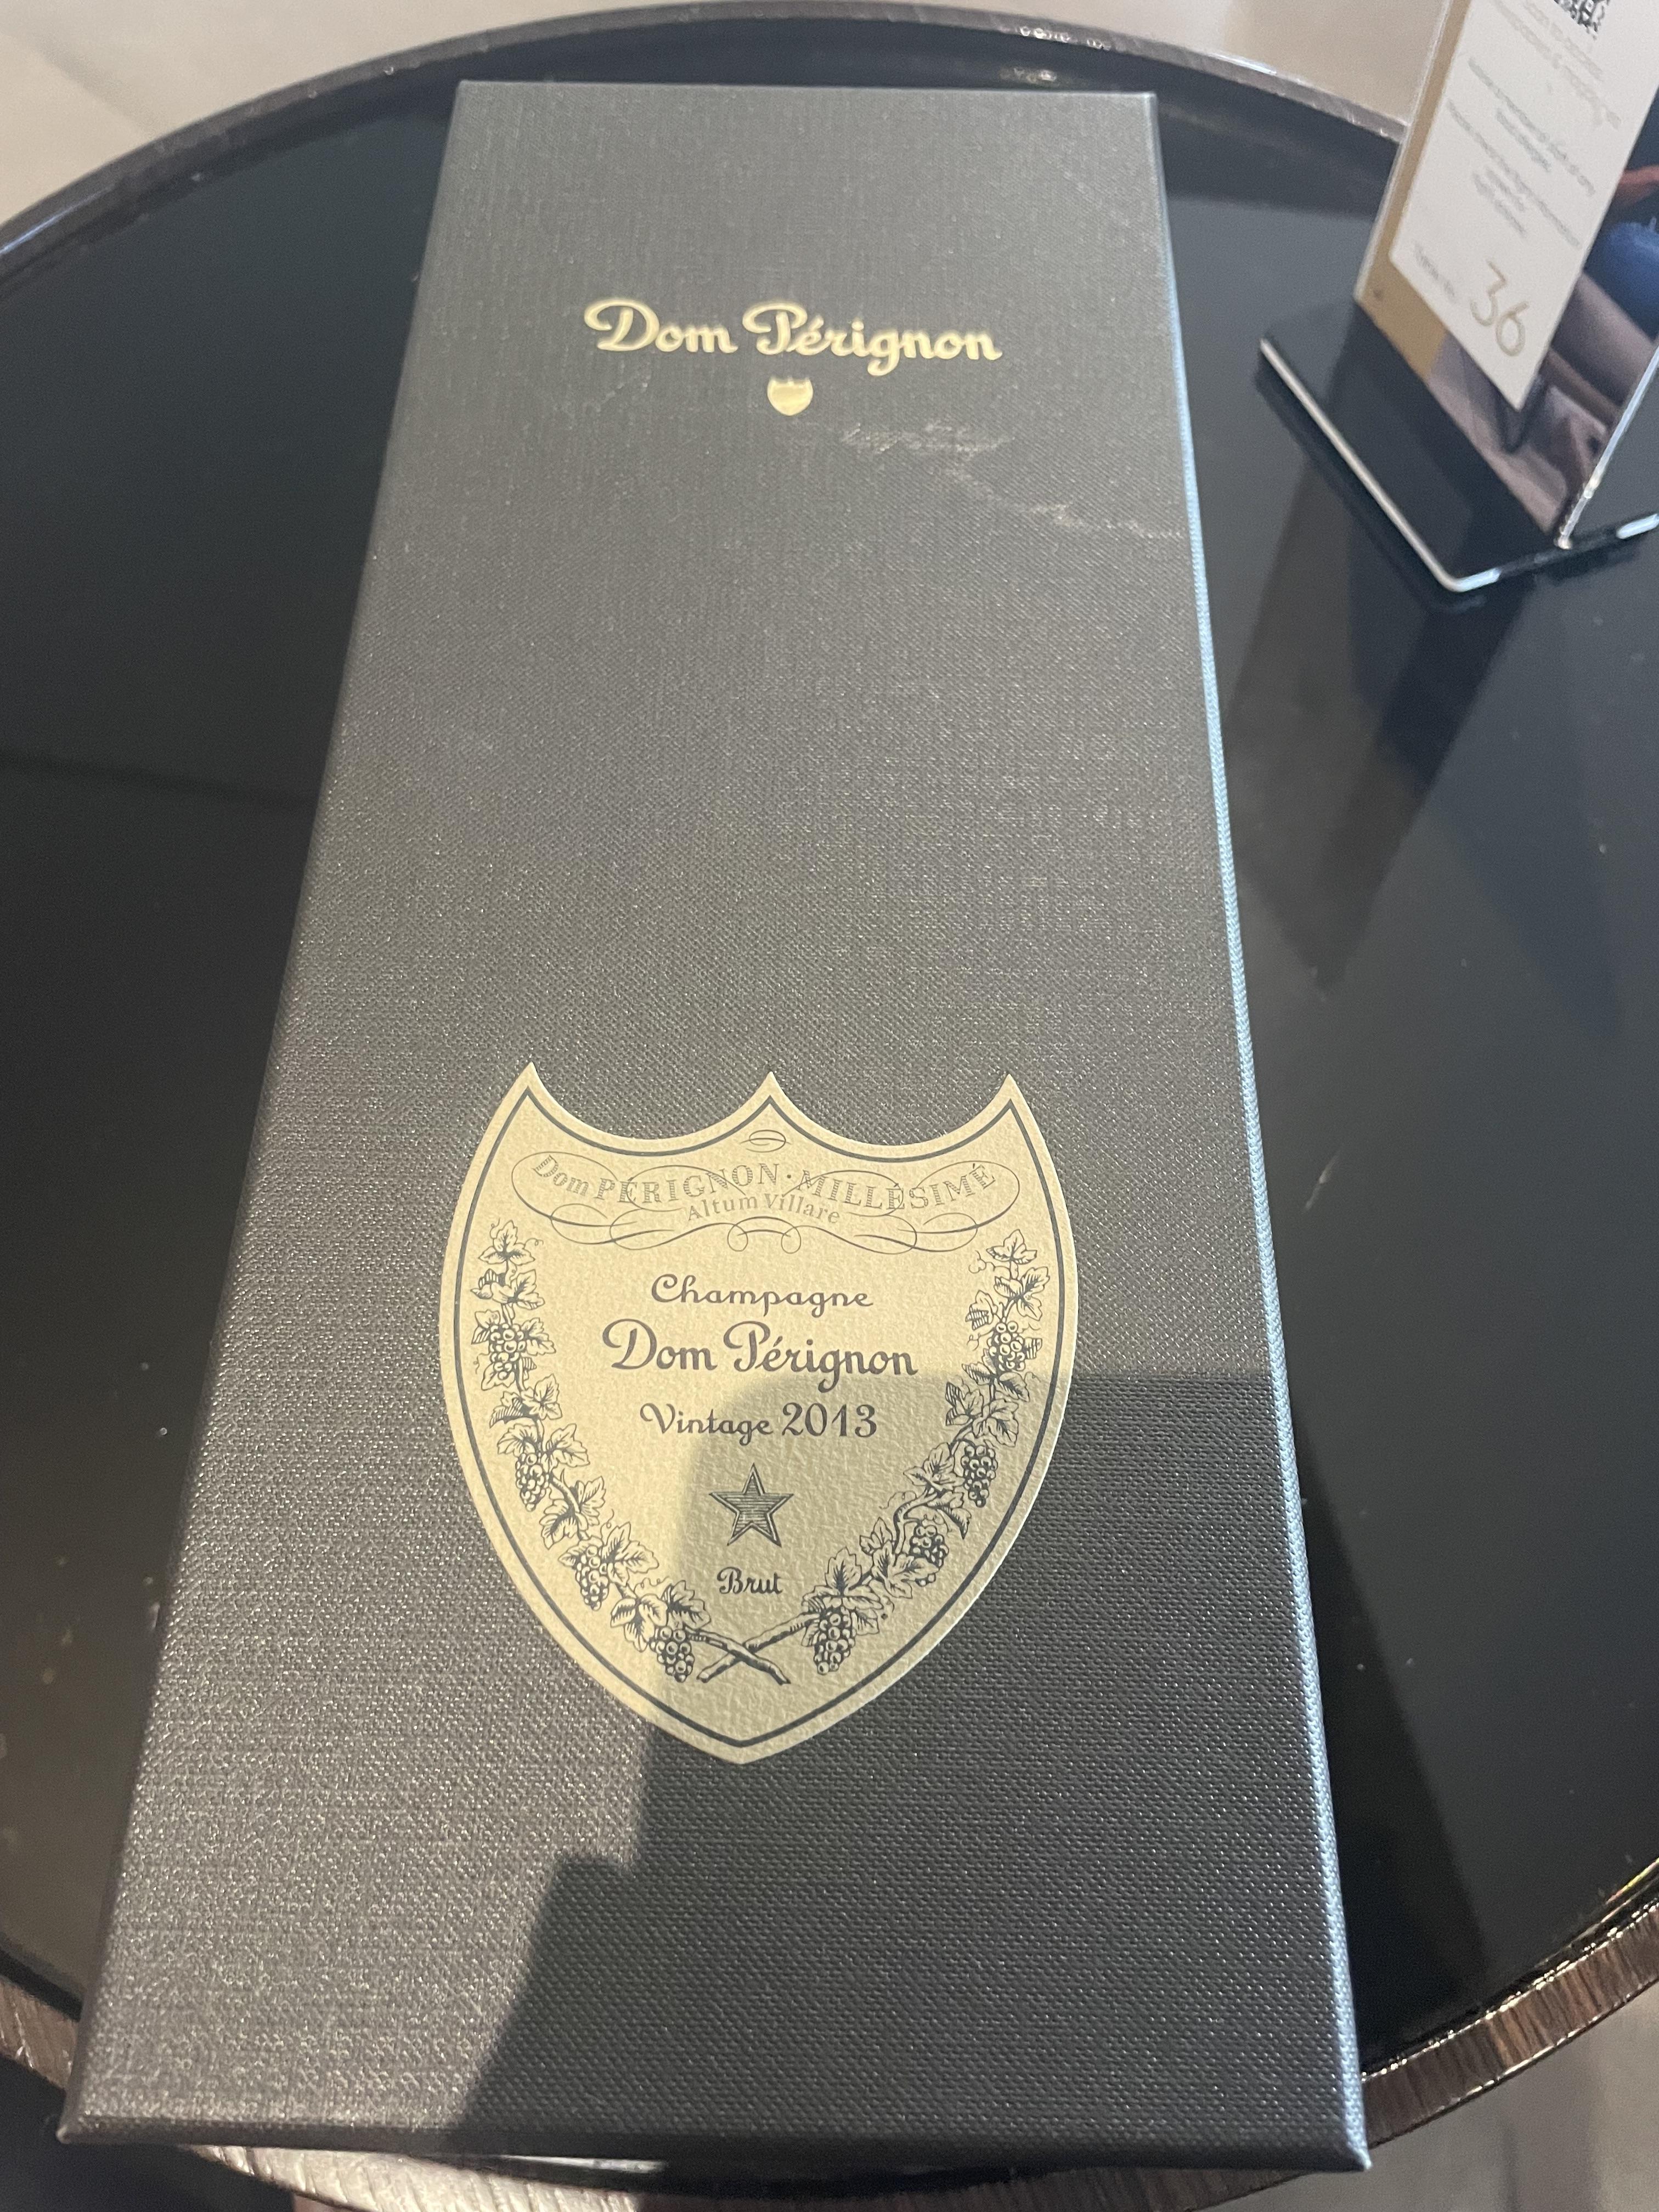 Dom Pérignon
Dom PÉRIGNON · MILLÉSIMÉ
Altum Villare
Champagne
Dom Pérignon
Vintage 2013
Brut
36